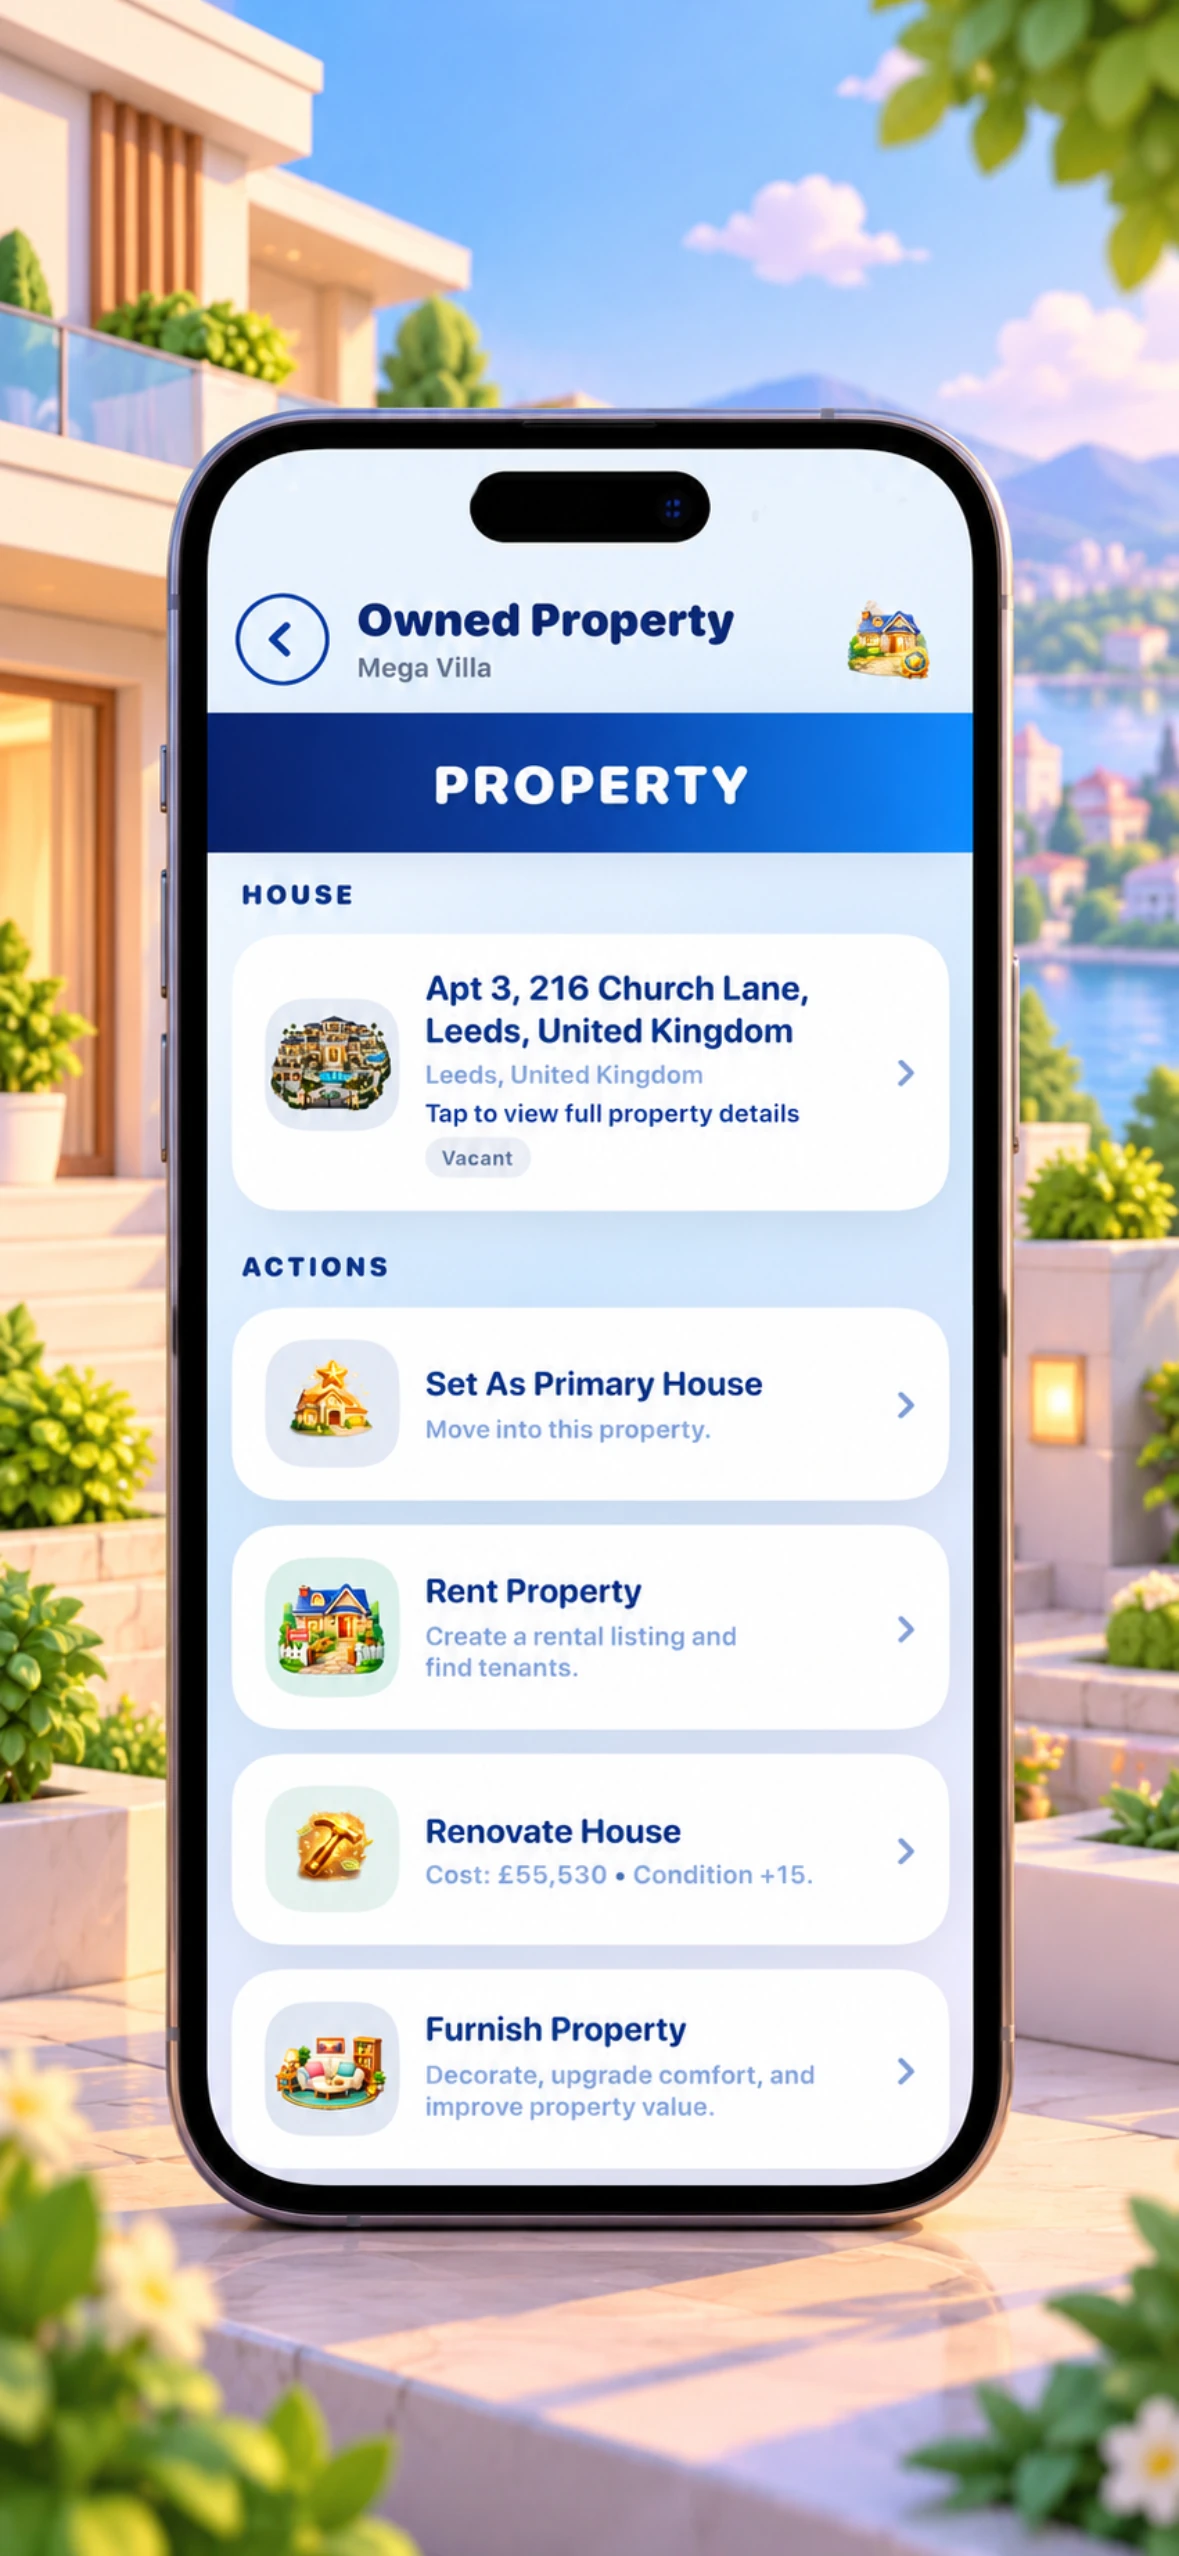 Owned Property
Mega Villa
PROPERTY
HOUSE
Apt 3, 216 Church Lane,
Leeds, United Kingdom
Leeds, United Kingdom
Tap to view full property details
Vacant
ACTIONS
Set As Primary House
Move into this property.
Rent Property
Create a rental listing and
find tenants.
Renovate House
Cost: £55,530 • Condition +15.
Furnish Property
Decorate, upgrade comfort, and
improve property value.